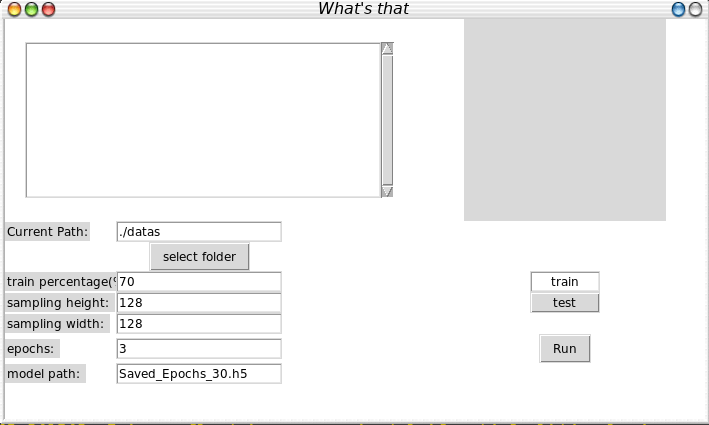 What's that
Current Path: ./datas
select folder
train percentage(% 70
train
sampling height: 128
test
sampling width: 128
epochs: 3
Run
model path: Saved_Epochs_30.h5